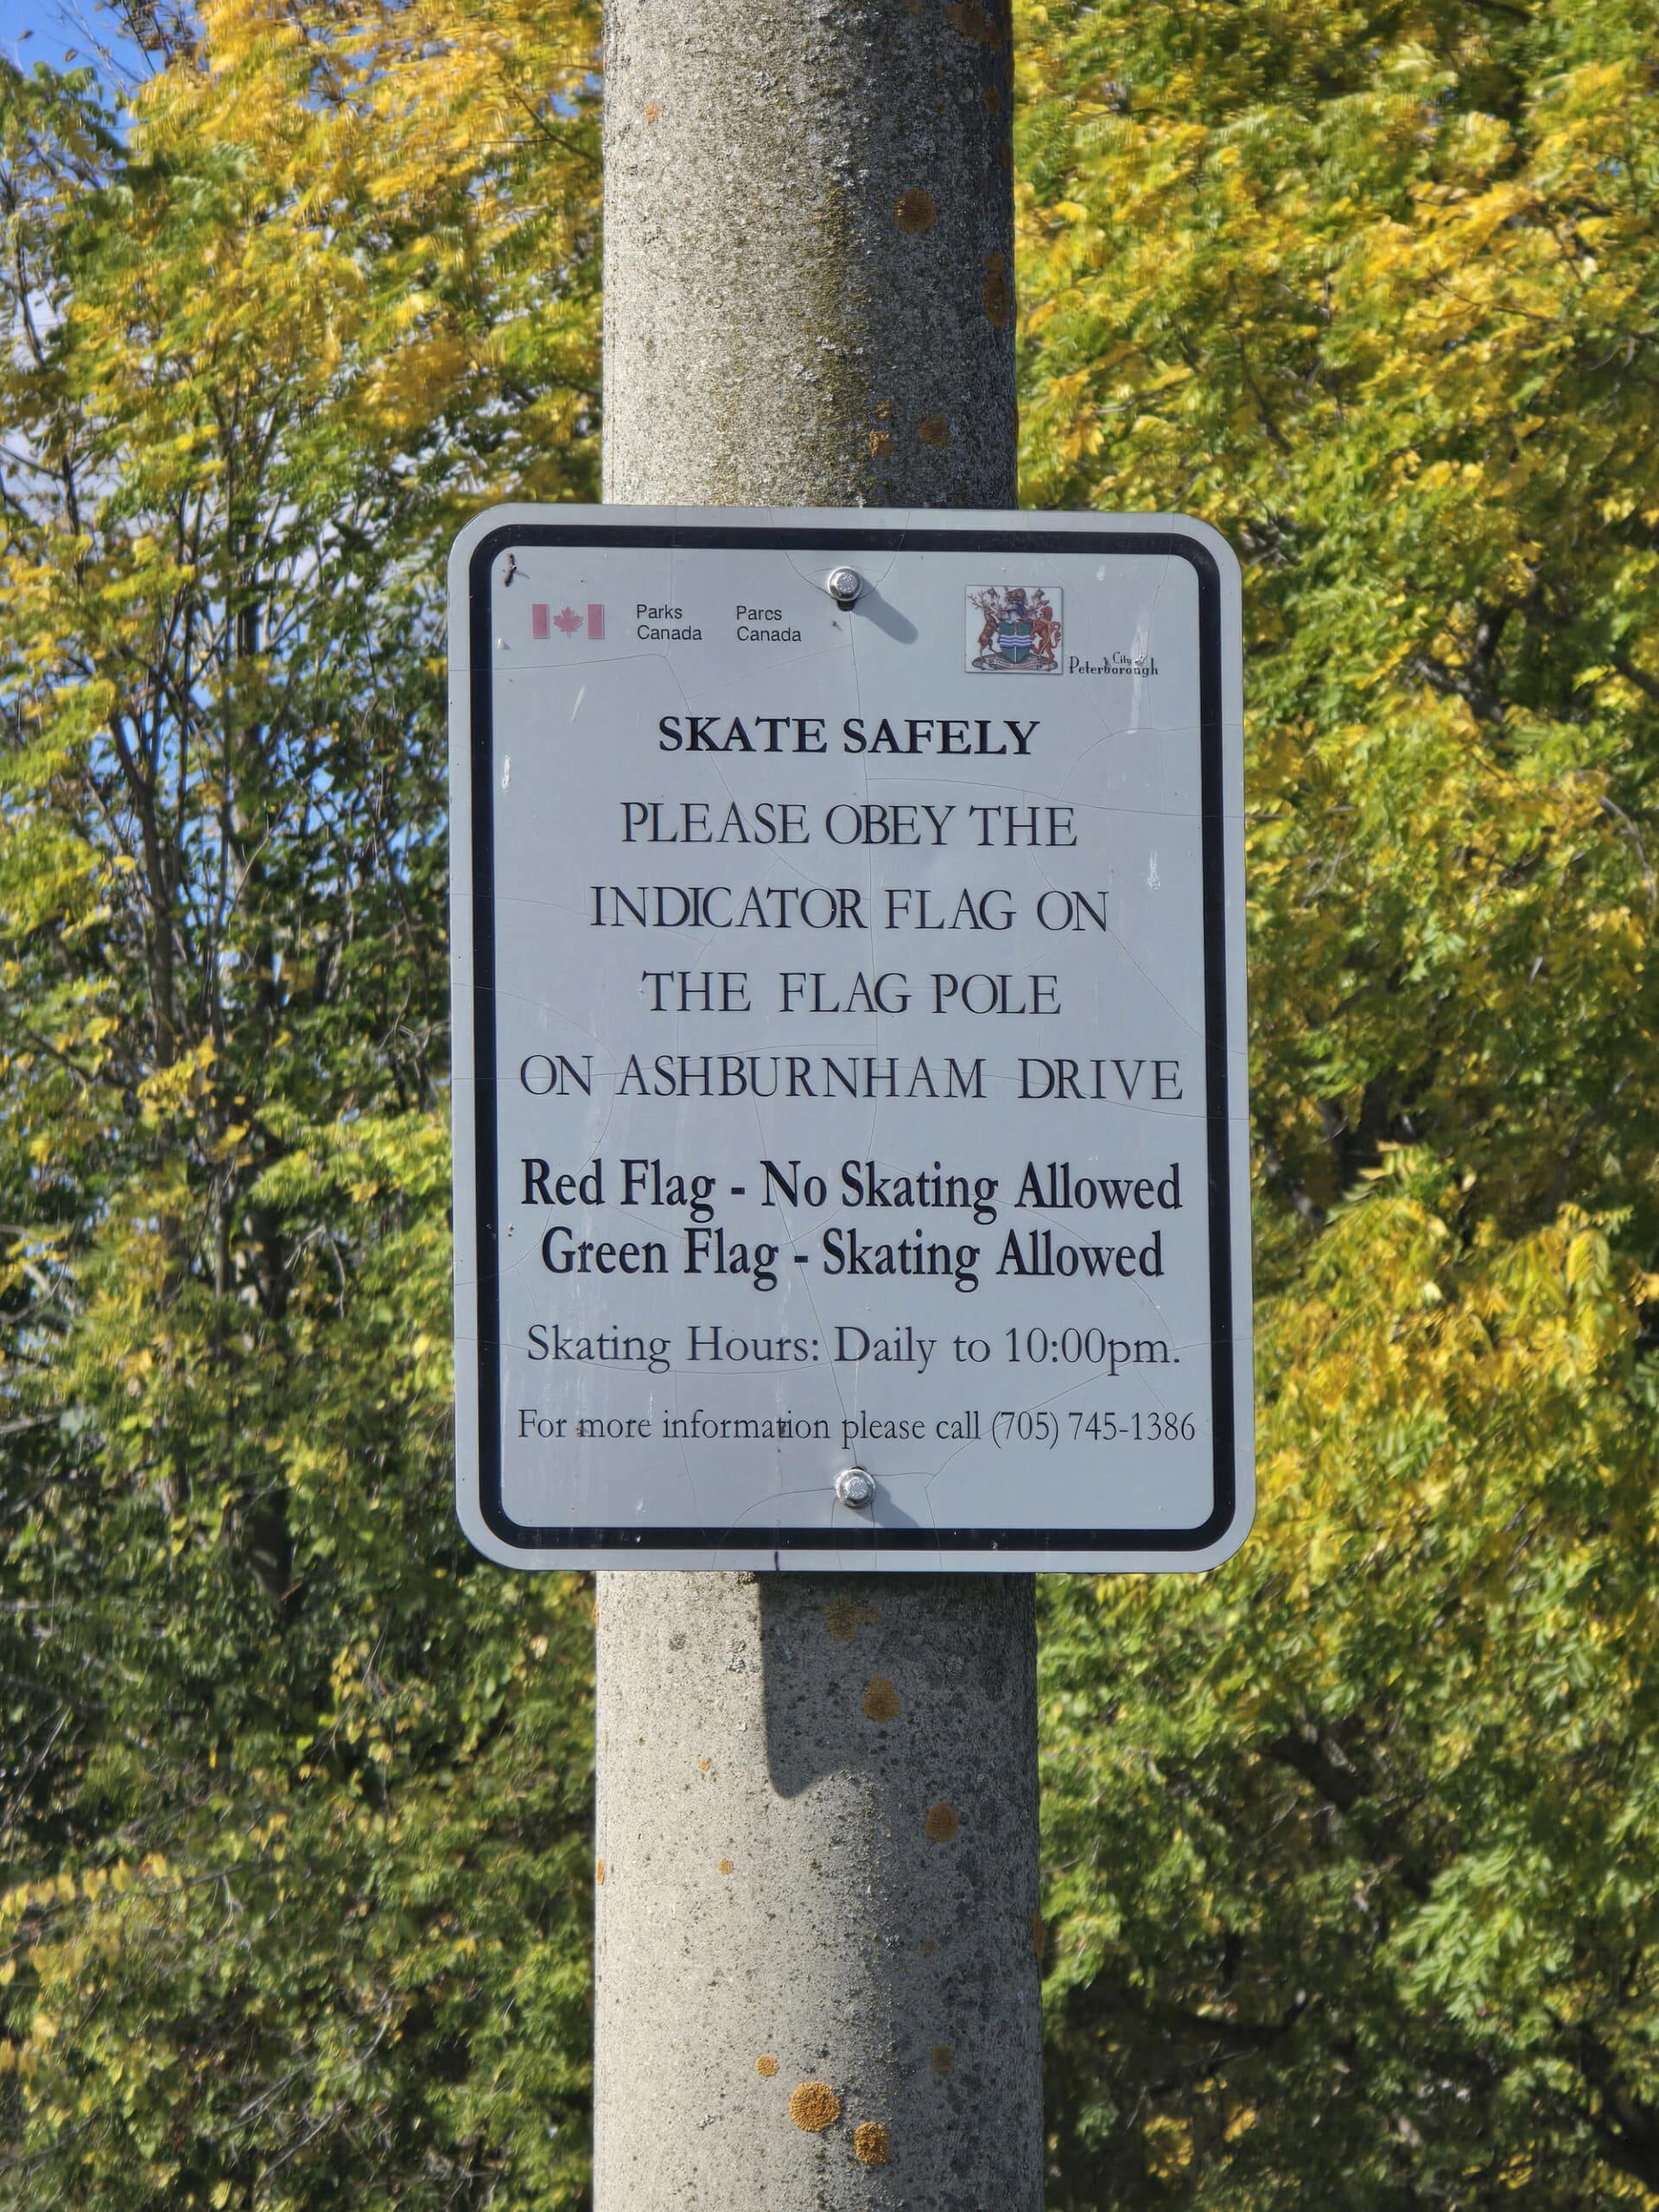 Parks Canada
Parcs Canada
City of
Peterborough
SKATE SAFELY
PLEASE OBEY THE
INDICATOR FLAG ON
THE FLAG POLE
ON ASHBURNHAM DRIVE
Red Flag - No Skating Allowed
Green Flag - Skating Allowed
Skating Hours: Daily to 10:00pm.
For more information please call (705) 745-1386